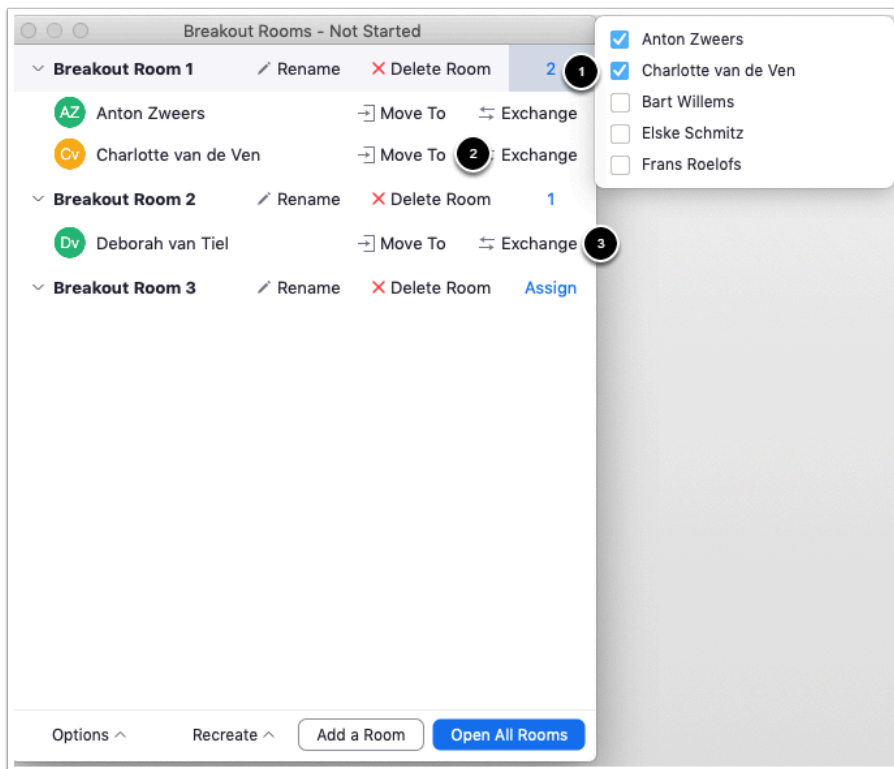 Breakout Rooms - Not Started
Breakout Room 1 Rename Delete Room 2 1
AZ Anton Zweers Move To Exchange
Cv Charlotte van de Ven Move To 2 Exchange
Breakout Room 2 Rename Delete Room 1
Dv Deborah van Tiel Move To Exchange 3
Breakout Room 3 Rename Delete Room Assign
Options Recreate Add a Room Open All Rooms
Anton Zweers
Charlotte van de Ven
Bart Willems
Elske Schmitz
Frans Roelofs